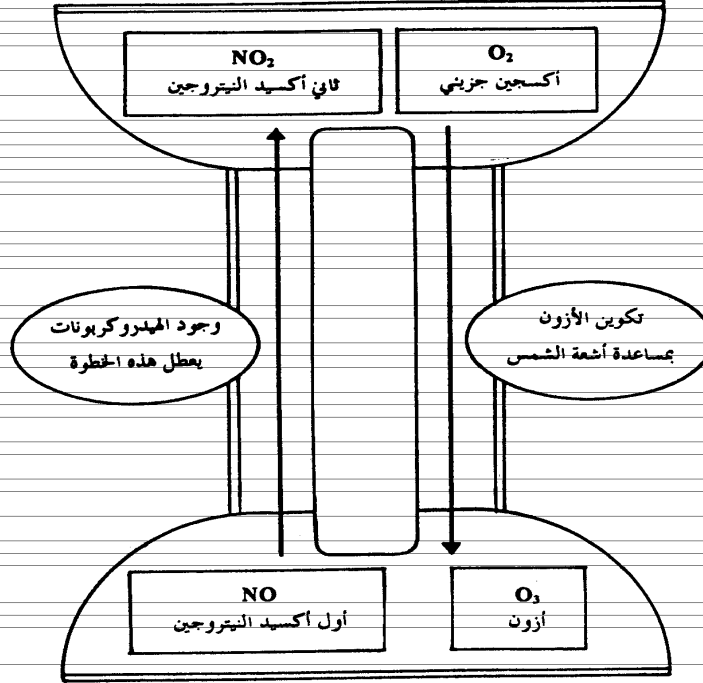 O₂
أكسجين جزيئي
NO₂
ثاني أكسيد النيتروجين
تكوين الأزون
بمساعدة أشعة الشمس
وجود الهيدروكربونات
يعطل هذه الخطوة
O₃
أزون
NO
أول أكسيد النيتروجين